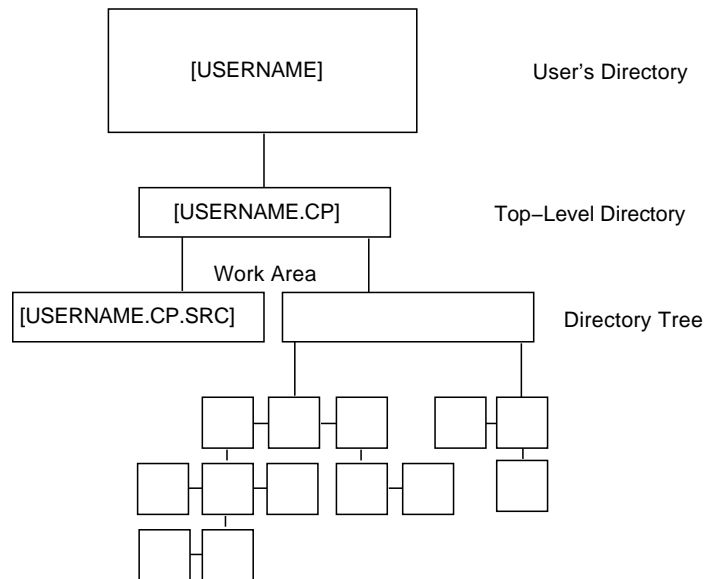 [USERNAME]
User's Directory
[USERNAME.CP]
Top−Level Directory
Work Area
[USERNAME.CP.SRC]
Directory Tree